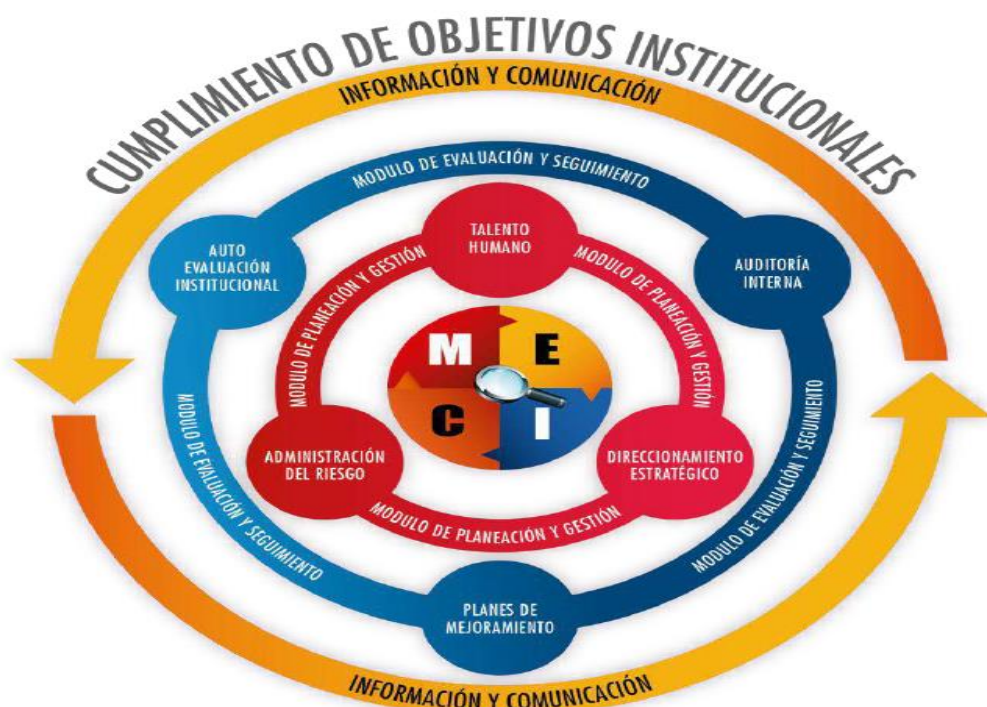 CUMPLIMIENTO DE OBJETIVOS INSTITUCIONALES
INFORMACIÓN Y COMUNICACIÓN
MODULO DE EVALUACIÓN Y SEGUIMIENTO
AUTO
EVALUACIÓN
INSTITUCIONAL
TALENTO
HUMANO
AUDITORÍA
INTERNA
MODULO DE PLANEACIÓN Y GESTIÓN
MODULO DE PLANEACIÓN Y GESTIÓN
M E
C I
ADMINISTRACIÓN
DEL RIESGO
DIRECCIONAMIENTO
ESTRATÉGICO
MODULO DE PLANEACIÓN Y GESTIÓN
MODULO DE EVALUACIÓN Y SEGUIMIENTO
MODULO DE EVALUACIÓN Y SEGUIMIENTO
PLANES DE
MEJORAMIENTO
INFORMACIÓN Y COMUNICACIÓN